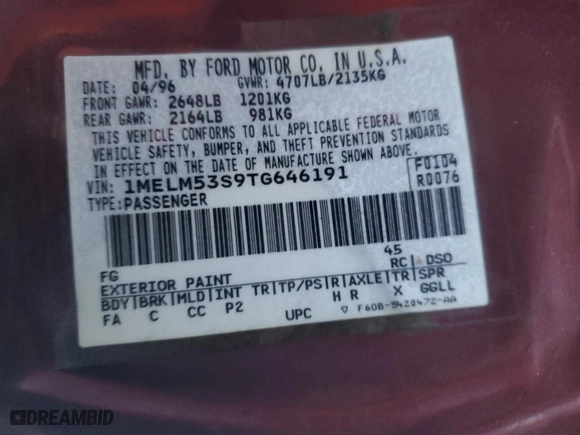 MFD. BY FORD MOTOR CO. IN U.S.A.
DATE: 04/96 GVWR: 4707LB/2135KG
FRONT GAWR: 2648LB 1201KG
REAR GAWR: 2164LB 981KG
THIS VEHICLE CONFORMS TO ALL APPLICABLE FEDERAL MOTOR
VEHICLE SAFETY, BUMPER, AND THEFT PREVENTION STANDARDS
IN EFFECT ON THE DATE OF MANUFACTURE SHOWN ABOVE.
VIN: 1MELM53S9TG646191 F0104
TYPE: PASSENGER R0076
FG 45
EXTERIOR PAINT RC DSO
BDY BRK MLD INT TR TP/PS R AXLE TR SPR
FA C CC P2 H R X GGLL
UPC ▽ F60B-5420472-AA
DREAMBID